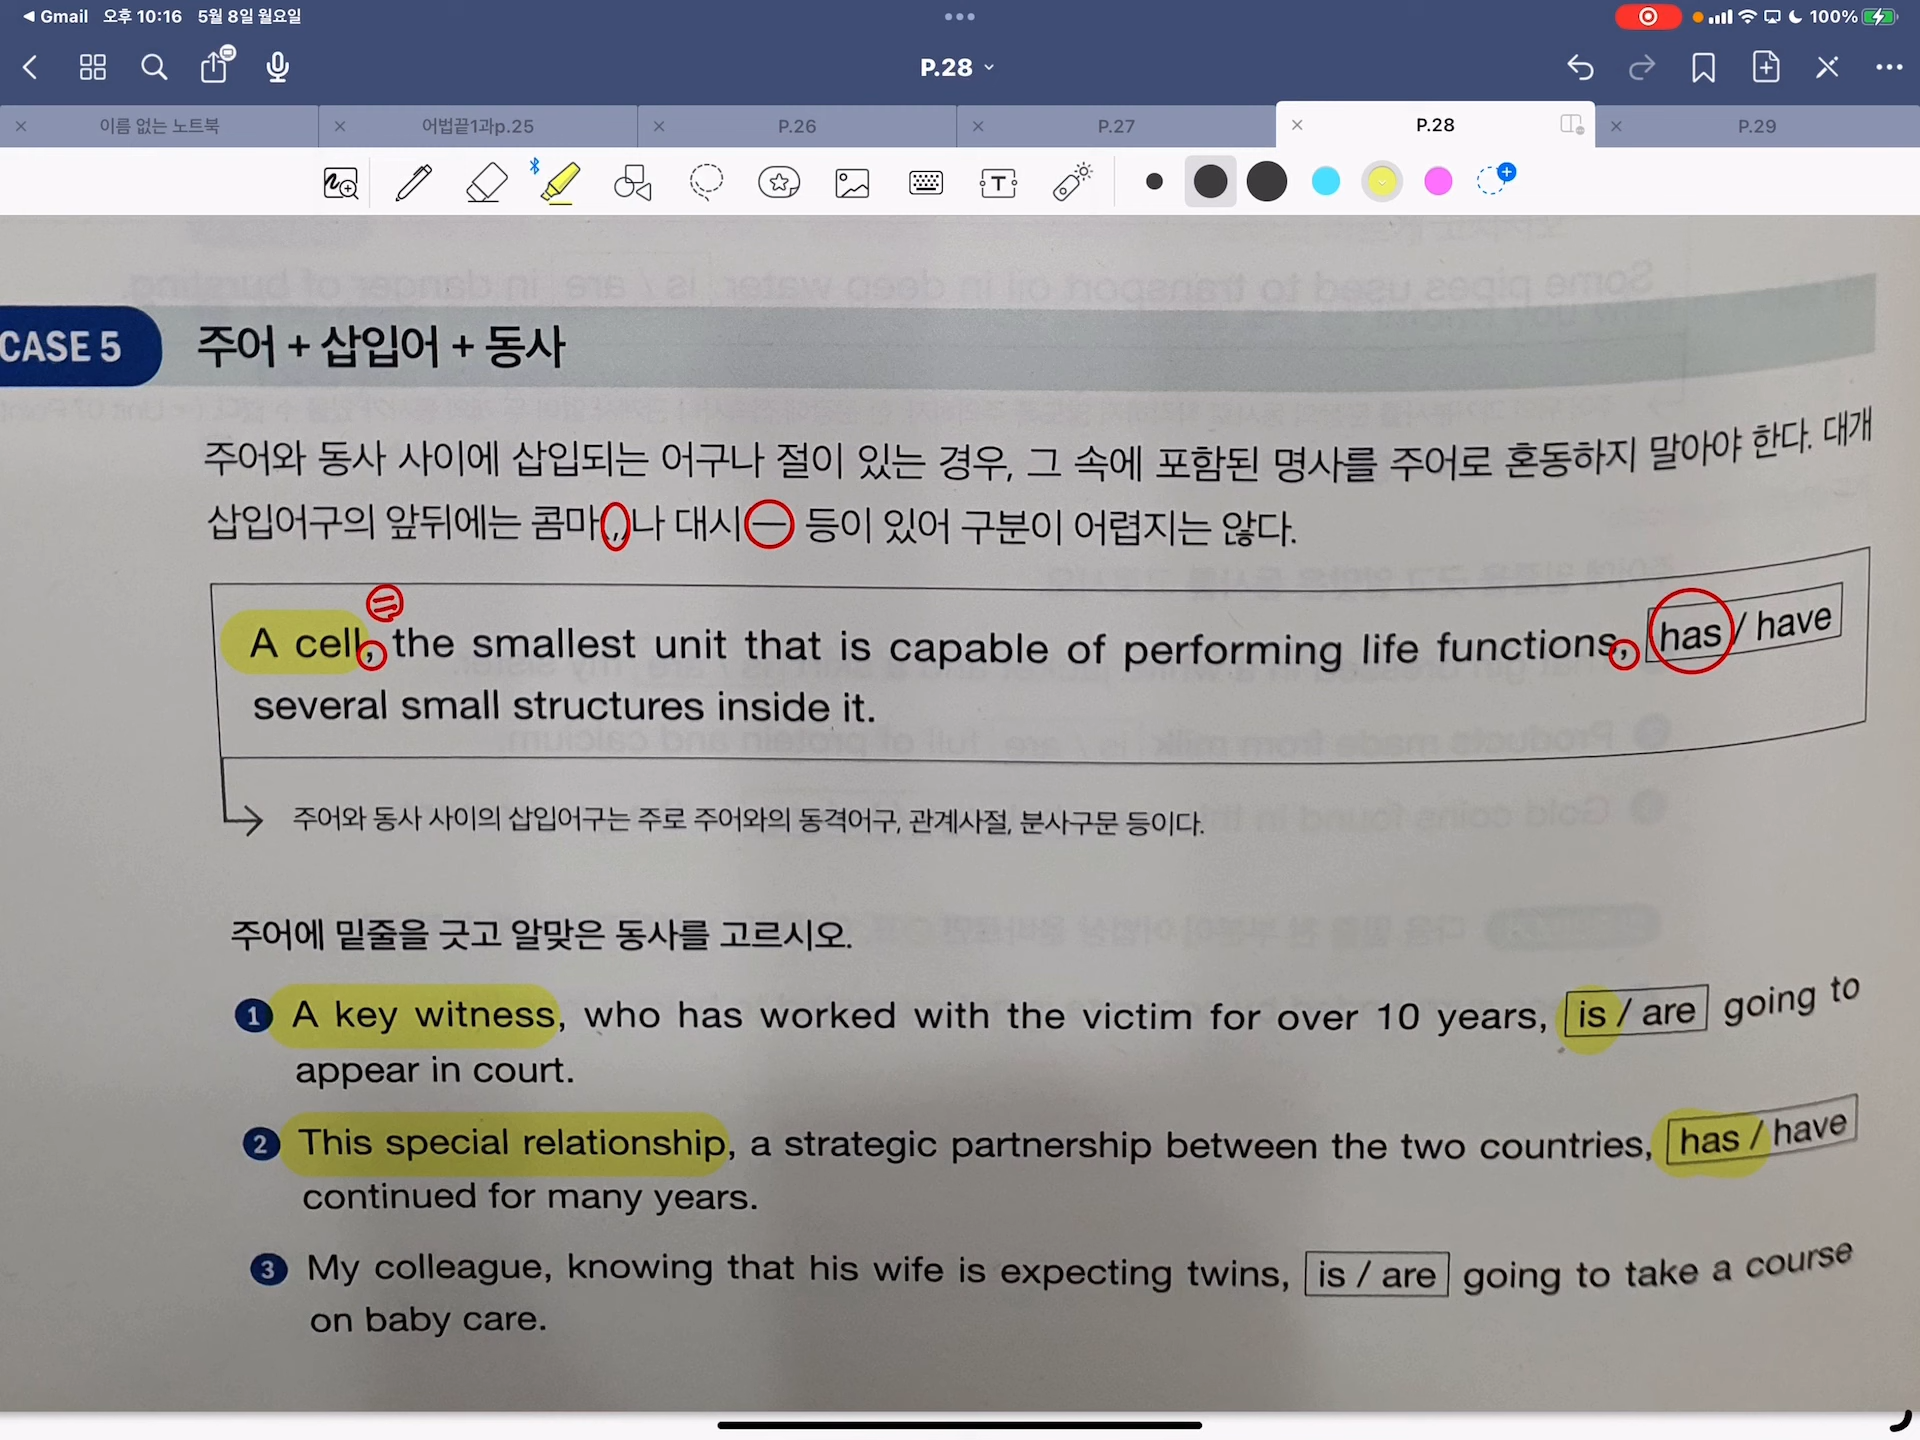 ◀ Gmail 오후 10:16 5월 8일 월요일
100%
P.28
이름 없는 노트북
어법끝1과p.25
P.26
P.27
P.28
P.29
CASE 5 주어 + 삽입어 + 동사
주어와 동사 사이에 삽입되는 어구나 절이 있는 경우, 그 속에 포함된 명사를 주어로 혼동하지 말아야 한다. 대개
삽입어구의 앞뒤에는 콤마(,)나 대시(―) 등이 있어 구분이 어렵지는 않다.
A cell, the smallest unit that is capable of performing life functions, has / have
several small structures inside it.
주어와 동사 사이의 삽입어구는 주로 주어와의 동격어구, 관계사절, 분사구문 등이다.
주어에 밑줄을 긋고 알맞은 동사를 고르시오.
1 A key witness, who has worked with the victim for over 10 years, is / are going to
appear in court.
2 This special relationship, a strategic partnership between the two countries, has / have
continued for many years.
3 My colleague, knowing that his wife is expecting twins, is / are going to take a course
on baby care.